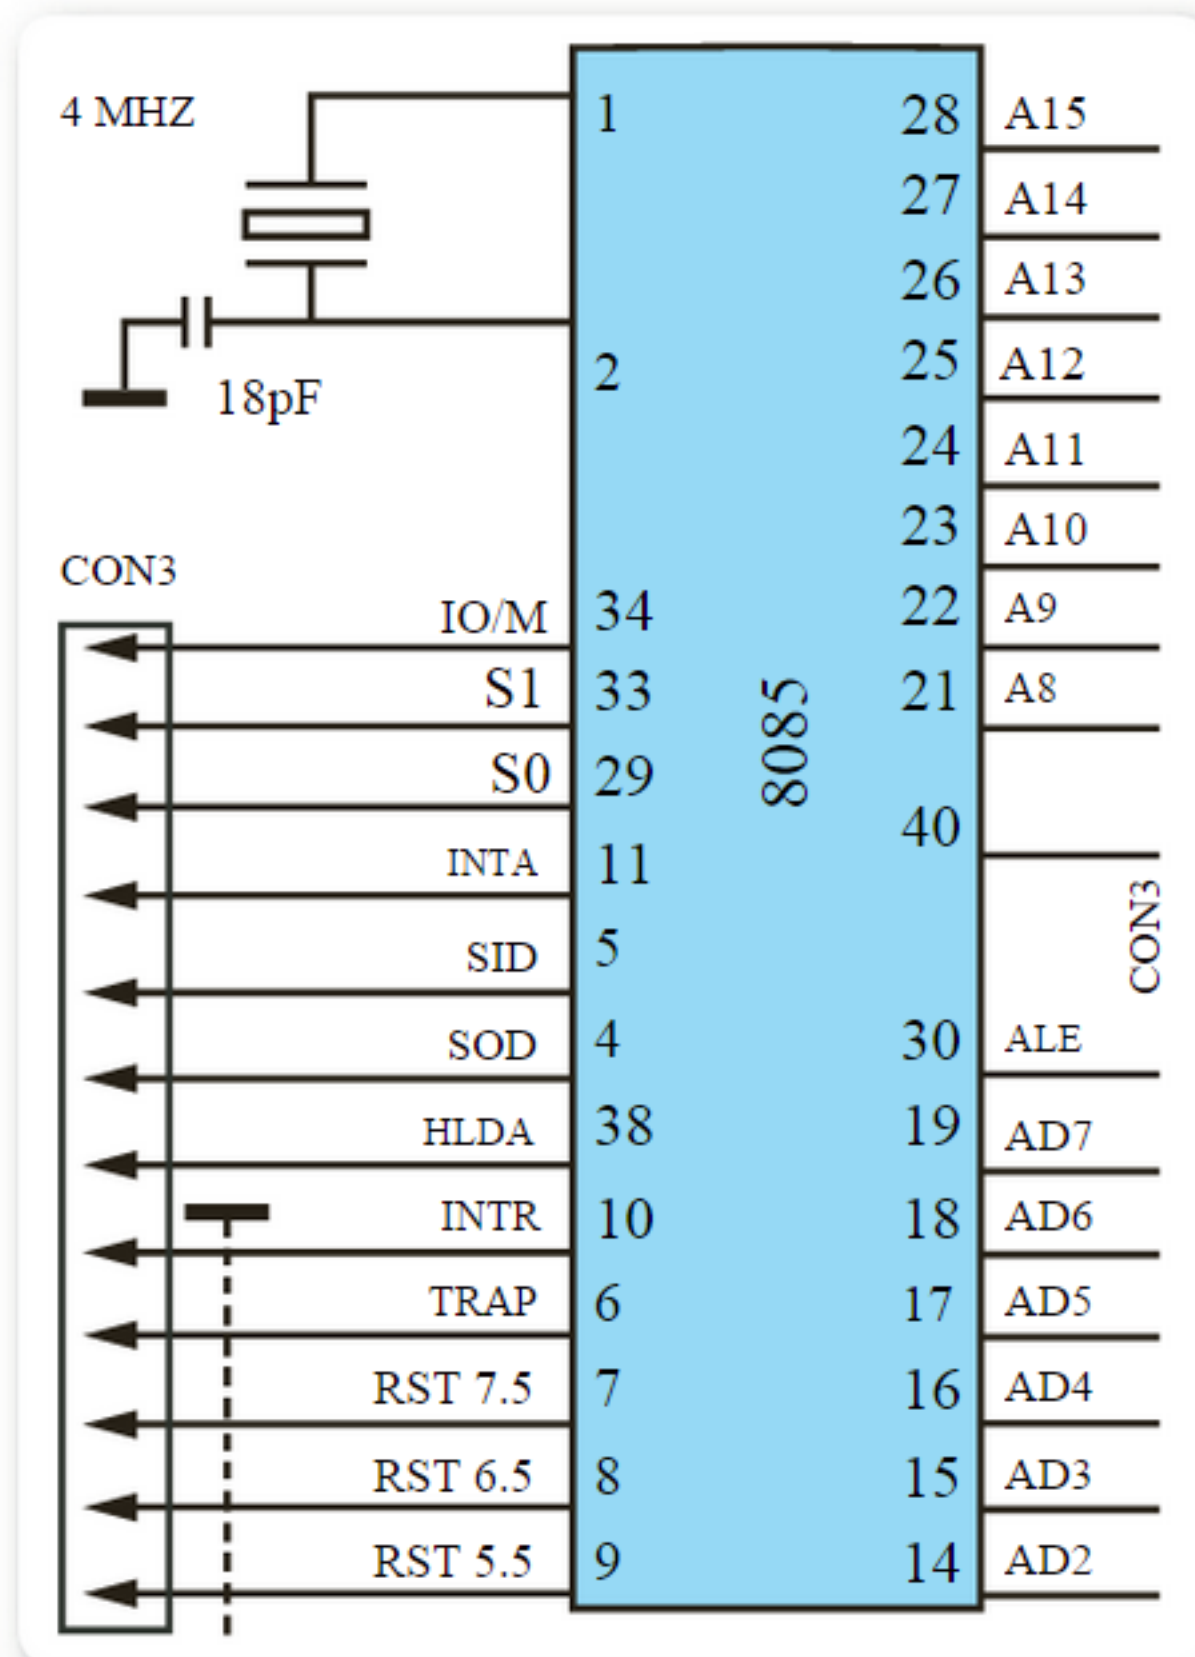 4 MHZ
18pF
CON3
IO/M
S1
S0
INTA
SID
SOD
HLDA
INTR
TRAP
RST 7.5
RST 6.5
RST 5.5
1
2
34
33
29
11
5
4
38
10
6
7
8
9
8085
28 A15
27 A14
26 A13
25 A12
24 A11
23 A10
22 A9
21 A8
40
CON3
30 ALE
19 AD7
18 AD6
17 AD5
16 AD4
15 AD3
14 AD2